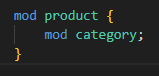 mod product {
    mod category;
}